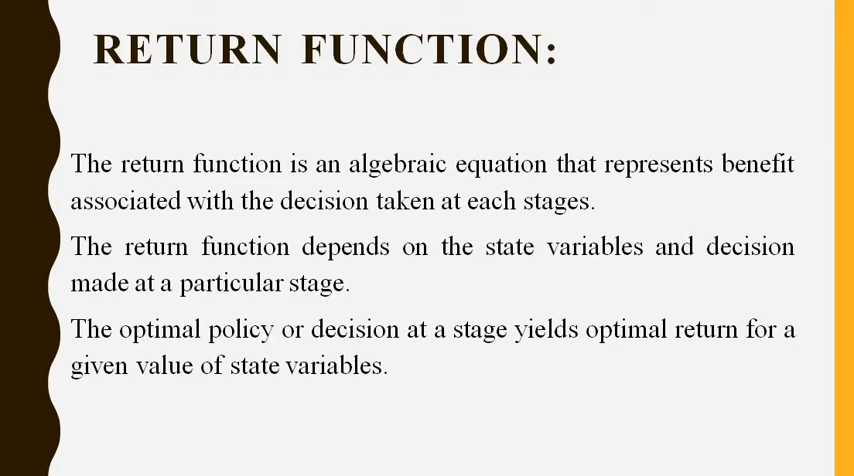 RETURN FUNCTION:
The return function is an algebraic equation that represents benefit
associated with the decision taken at each stages.
The return function depends on the state variables and decision
made at a particular stage.
The optimal policy or decision at a stage yields optimal return for a
given value of state variables.